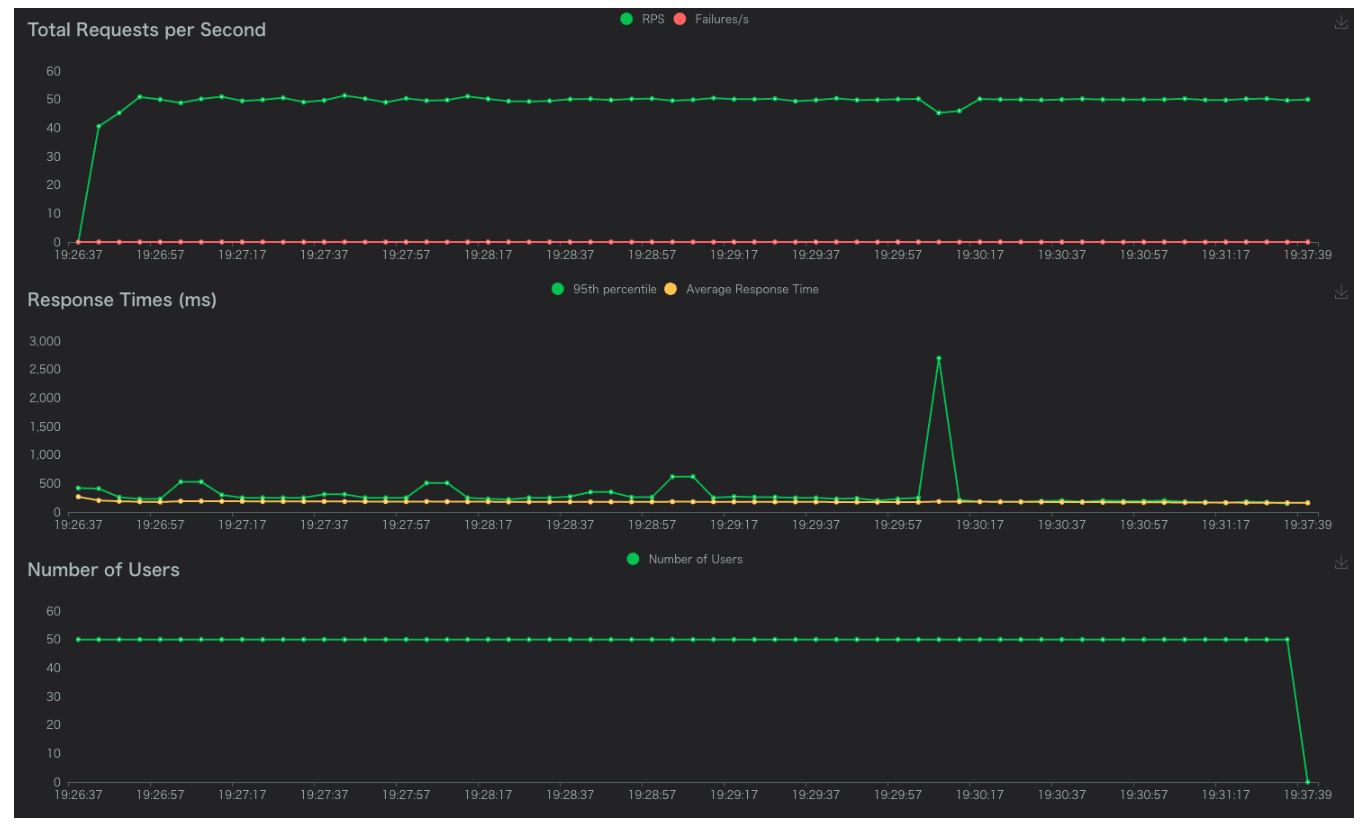 Total Requests per Second
RPS Failures/s
60
50
40
30
20
10
0
19:26:37 19:26:57 19:27:17 19:27:37 19:27:57 19:28:17 19:28:37 19:28:57 19:29:17 19:29:37 19:29:57 19:30:17 19:30:37 19:30:57 19:31:17 19:37:39
Response Times (ms)
95th percentile Average Response Time
3,000
2,500
2,000
1,500
1,000
500
0
19:26:37 19:26:57 19:27:17 19:27:37 19:27:57 19:28:17 19:28:37 19:28:57 19:29:17 19:29:37 19:29:57 19:30:17 19:30:37 19:30:57 19:31:17 19:37:39
Number of Users
Number of Users
60
50
40
30
20
10
0
19:26:37 19:26:57 19:27:17 19:27:37 19:27:57 19:28:17 19:28:37 19:28:57 19:29:17 19:29:37 19:29:57 19:30:17 19:30:37 19:30:57 19:31:17 19:37:39